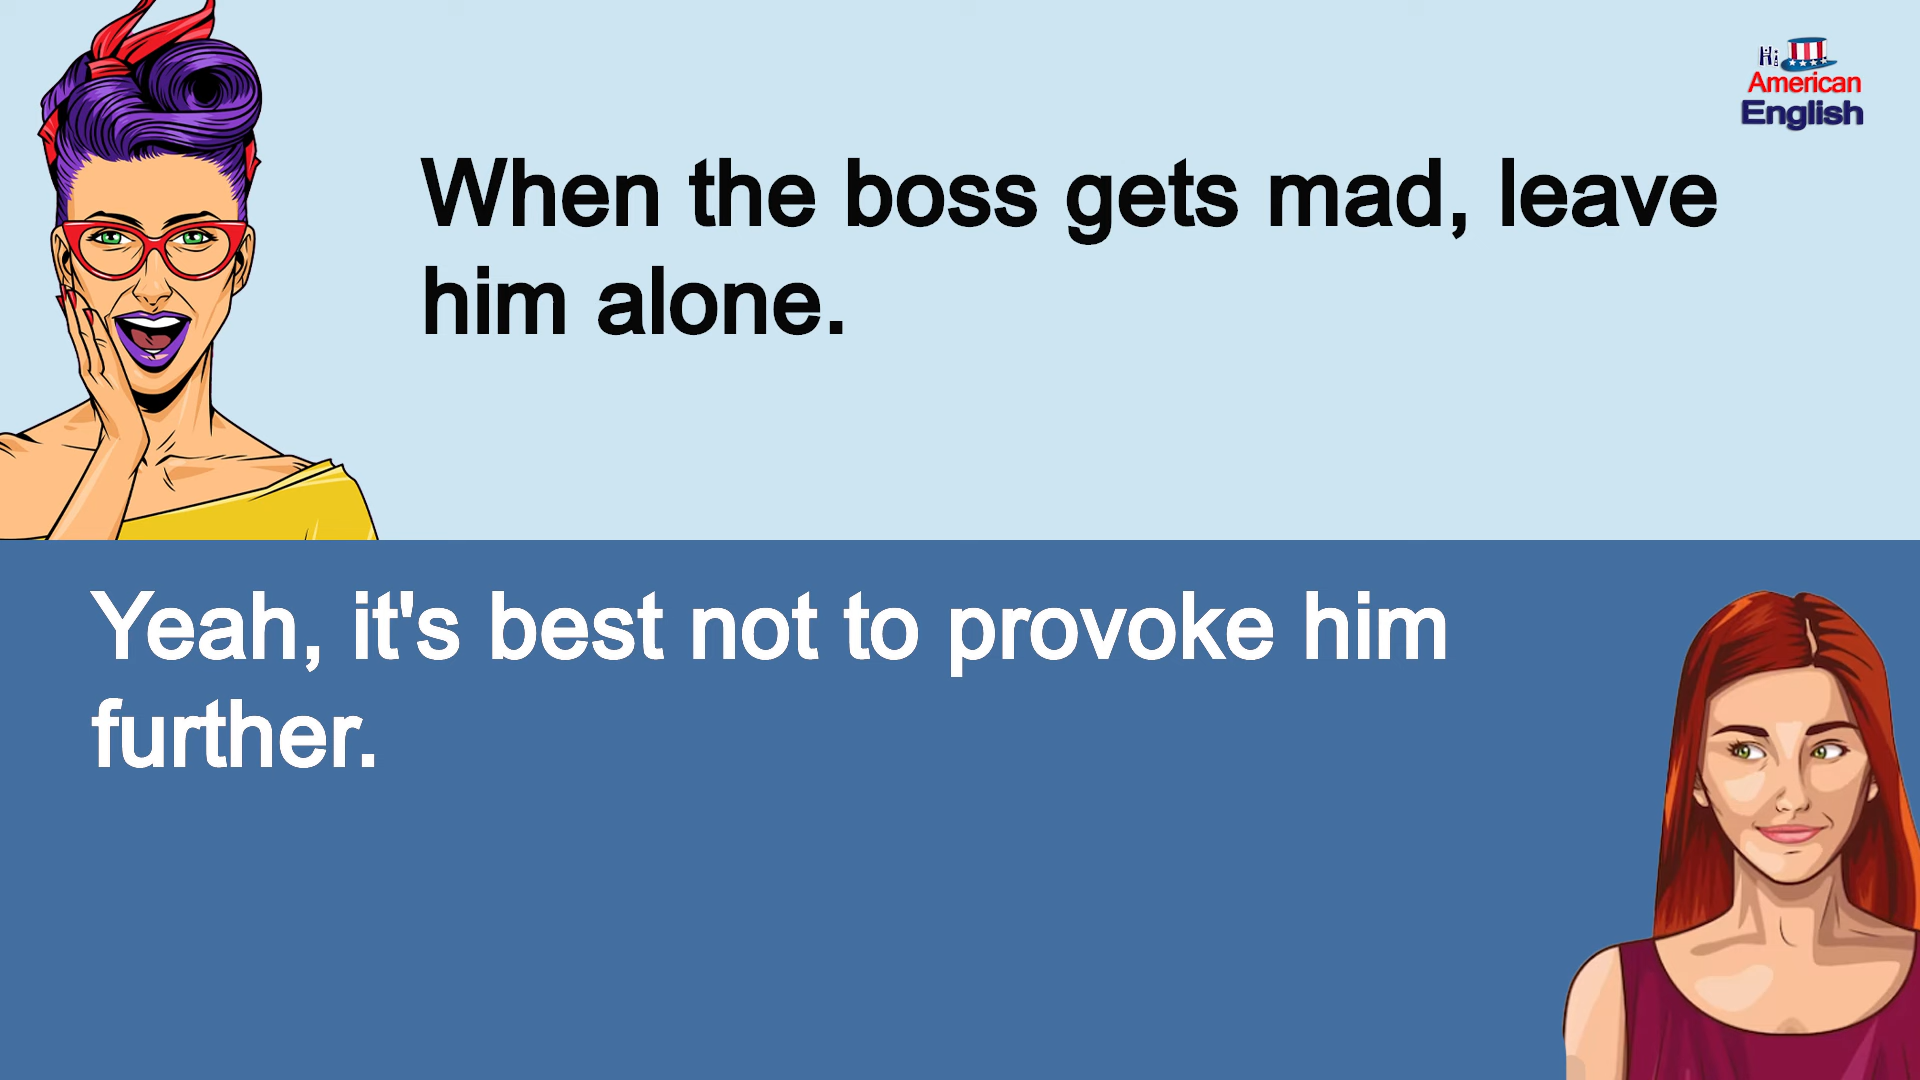 Hi
American
English
When the boss gets mad, leave
him alone.
Yeah, it's best not to provoke him
further.